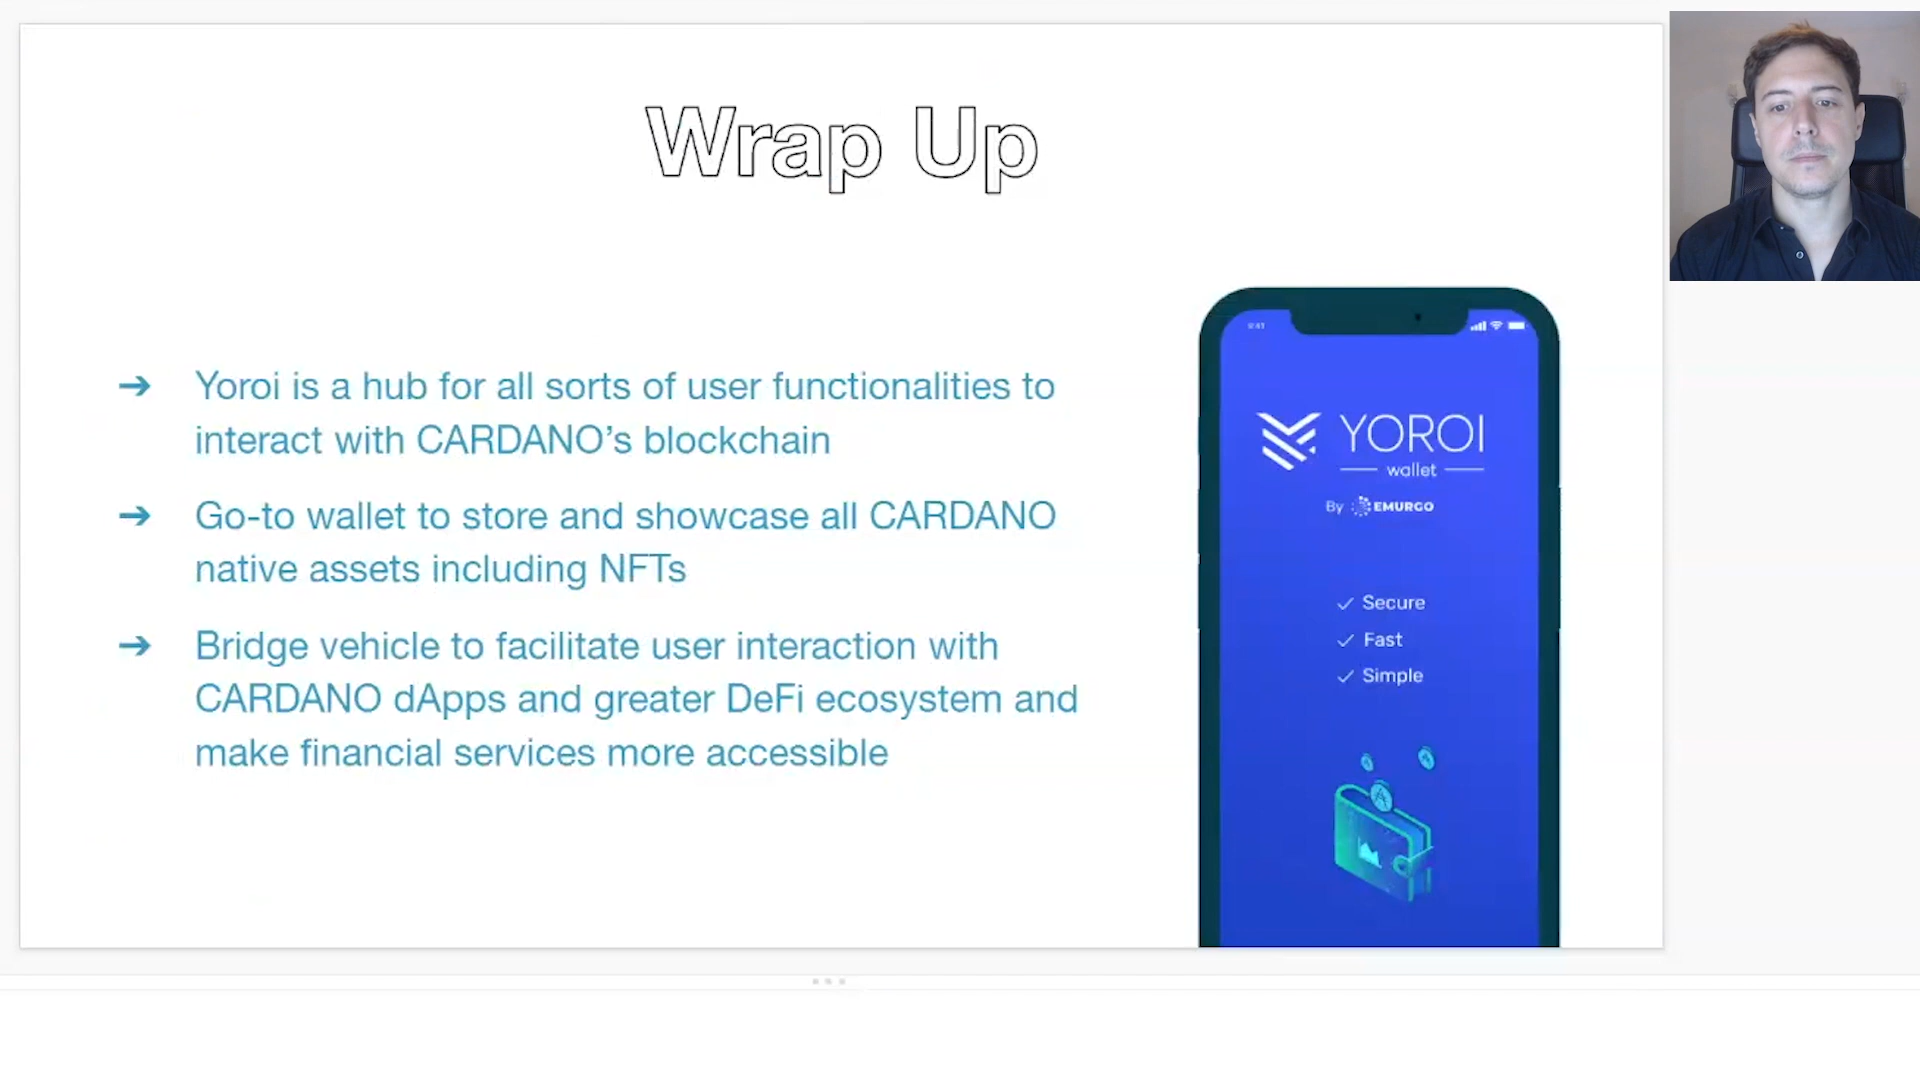 Wrap Up
➔ Yoroi is a hub for all sorts of user functionalities to
interact with CARDANO’s blockchain
➔ Go-to wallet to store and showcase all CARDANO
native assets including NFTs
➔ Bridge vehicle to facilitate user interaction with
CARDANO dApps and greater DeFi ecosystem and
make financial services more accessible
9:41
YOROI
wallet
By EMURGO
✓ Secure
✓ Fast
✓ Simple